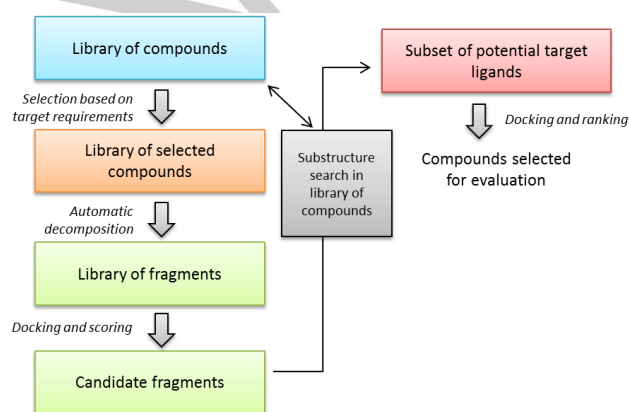 Library of compounds
Selection based on
target requirements
Library of selected
compounds
Automatic
decomposition
Library of fragments
Docking and scoring
Candidate fragments
Substructure
search in
library of
compounds
Subset of potential target
ligands
Docking and ranking
Compounds selected
for evaluation